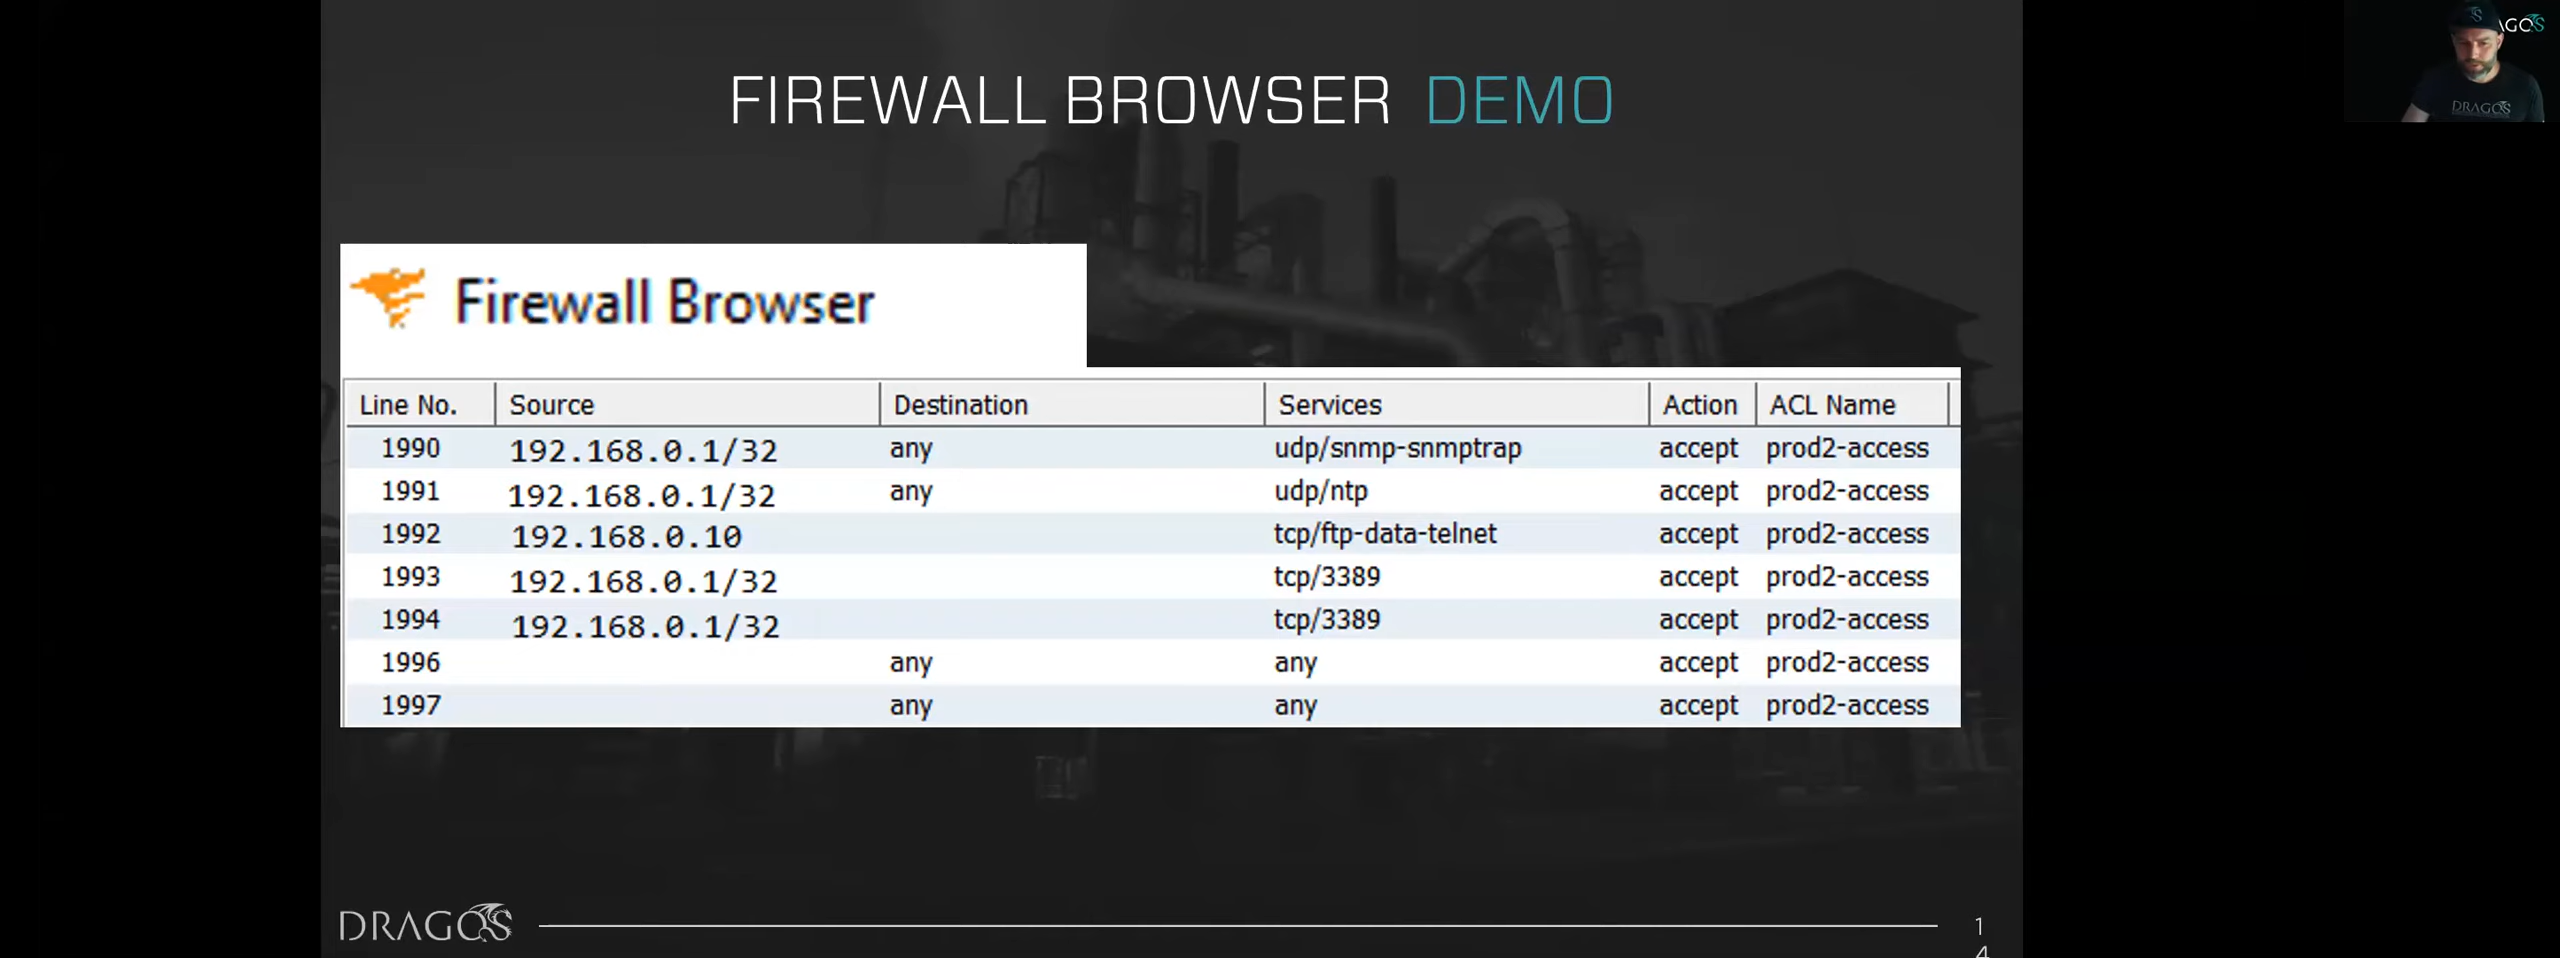 FIREWALL BROWSER DEMO
AGOS
DRAGOS
Firewall Browser
Line No. Source Destination Services Action ACL Name
1990 192.168.0.1/32 any udp/snmp-snmptrap accept prod2-access
1991 192.168.0.1/32 any udp/ntp accept prod2-access
1992 192.168.0.10 tcp/ftp-data-telnet accept prod2-access
1993 192.168.0.1/32 tcp/3389 accept prod2-access
1994 192.168.0.1/32 tcp/3389 accept prod2-access
1996 any any accept prod2-access
1997 any any accept prod2-access
DRAGOS
1
4